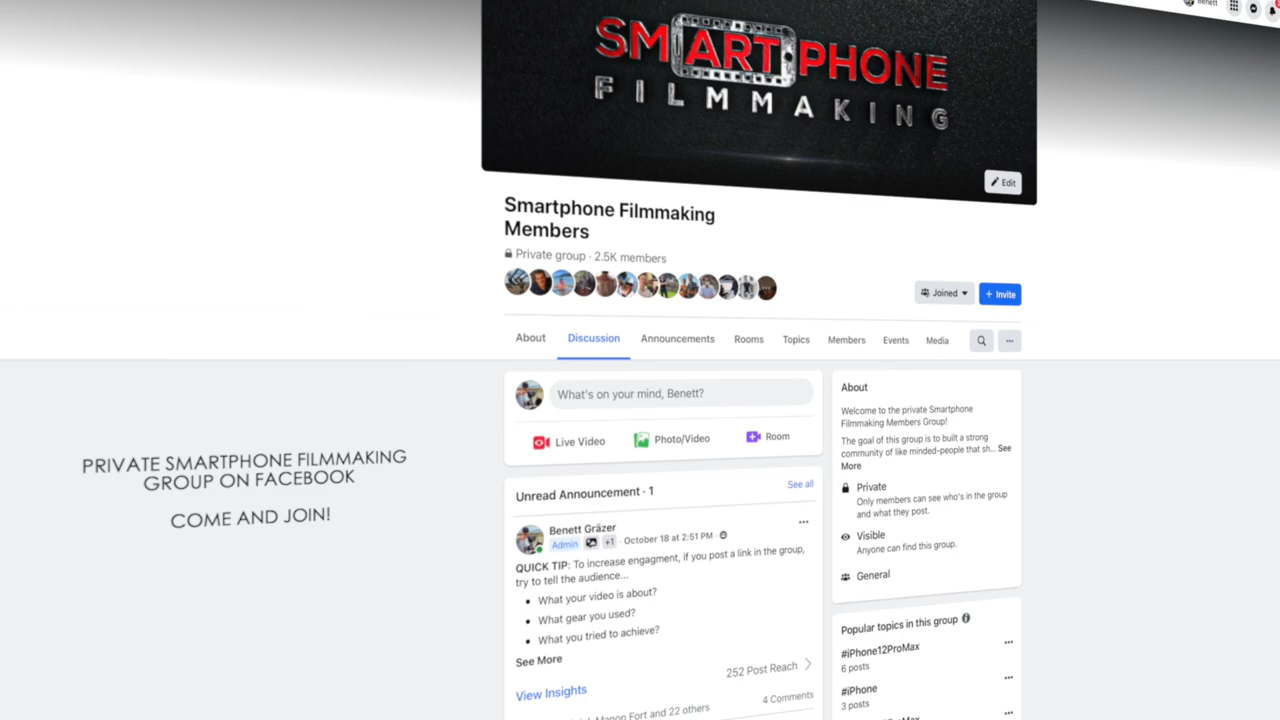 Benett
SMARTPHONE
FILMMAKING
Edit
Smartphone Filmmaking
Members
Private group · 2.5K members
Joined
+ Invite
About
Discussion
Announcements
Rooms
Topics
Members
Events
Media
What's on your mind, Benett?
Live Video
Photo/Video
Room
Unread Announcement · 1
See all
Benett Gräzer
Admin
+1 · October 18 at 2:51 PM ·
QUICK TIP: To increase engagment, if you post a link in the group,
try to tell the audience...
• What your video is about?
• What gear you used?
• What you tried to achieve?
See More
252 Post Reach
View Insights
Manon Fort and 22 others
4 Comments
About
Welcome to the private Smartphone
Filmmaking Members Group!
The goal of this group is to built a strong
community of like minded-people that sh... See
More
Private
Only members can see who's in the group
and what they post.
Visible
Anyone can find this group.
General
Popular topics in this group
#iPhone12ProMax
6 posts
#iPhone
3 posts
PRIVATE SMARTPHONE FILMMAKING
GROUP ON FACEBOOK
COME AND JOIN!